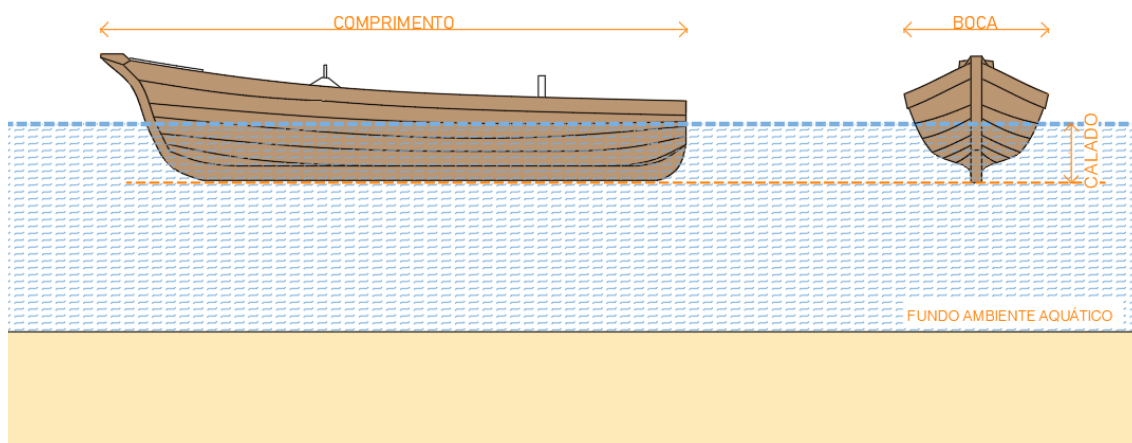 COMPRIMENTO
BOCA
CALADO
FUNDO AMBIENTE AQUÁTICO